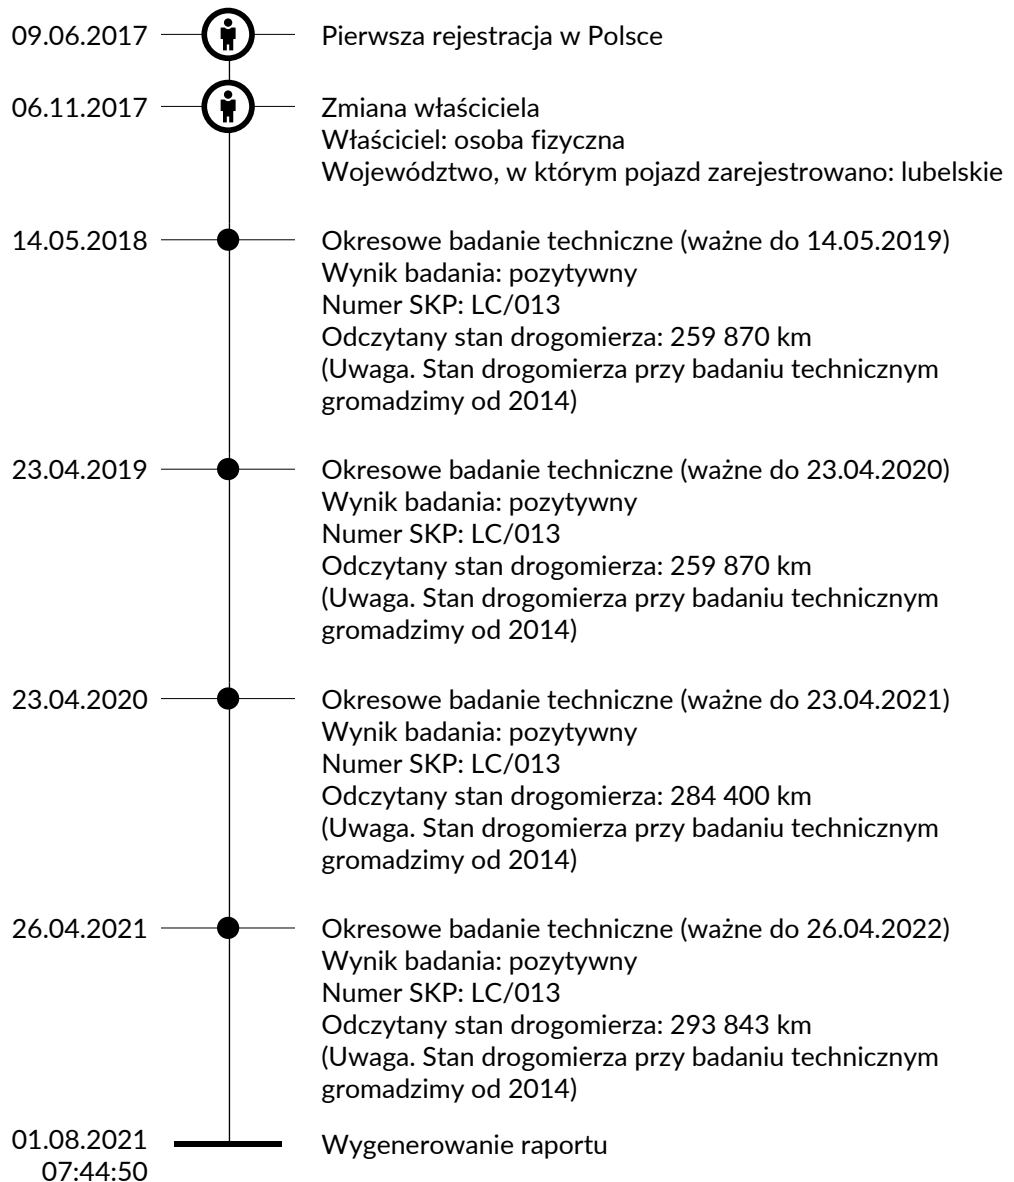 09.06.2017 Pierwsza rejestracja w Polsce
06.11.2017 Zmiana właściciela
Właściciel: osoba fizyczna
Województwo, w którym pojazd zarejestrowano: lubelskie
14.05.2018 Okresowe badanie techniczne (ważne do 14.05.2019)
Wynik badania: pozytywny
Numer SKP: LC/013
Odczytany stan drogomierza: 259 870 km
(Uwaga. Stan drogomierza przy badaniu technicznym
gromadzimy od 2014)
23.04.2019 Okresowe badanie techniczne (ważne do 23.04.2020)
Wynik badania: pozytywny
Numer SKP: LC/013
Odczytany stan drogomierza: 259 870 km
(Uwaga. Stan drogomierza przy badaniu technicznym
gromadzimy od 2014)
23.04.2020 Okresowe badanie techniczne (ważne do 23.04.2021)
Wynik badania: pozytywny
Numer SKP: LC/013
Odczytany stan drogomierza: 284 400 km
(Uwaga. Stan drogomierza przy badaniu technicznym
gromadzimy od 2014)
26.04.2021 Okresowe badanie techniczne (ważne do 26.04.2022)
Wynik badania: pozytywny
Numer SKP: LC/013
Odczytany stan drogomierza: 293 843 km
(Uwaga. Stan drogomierza przy badaniu technicznym
gromadzimy od 2014)
01.08.2021 Wygenerowanie raportu
07:44:50